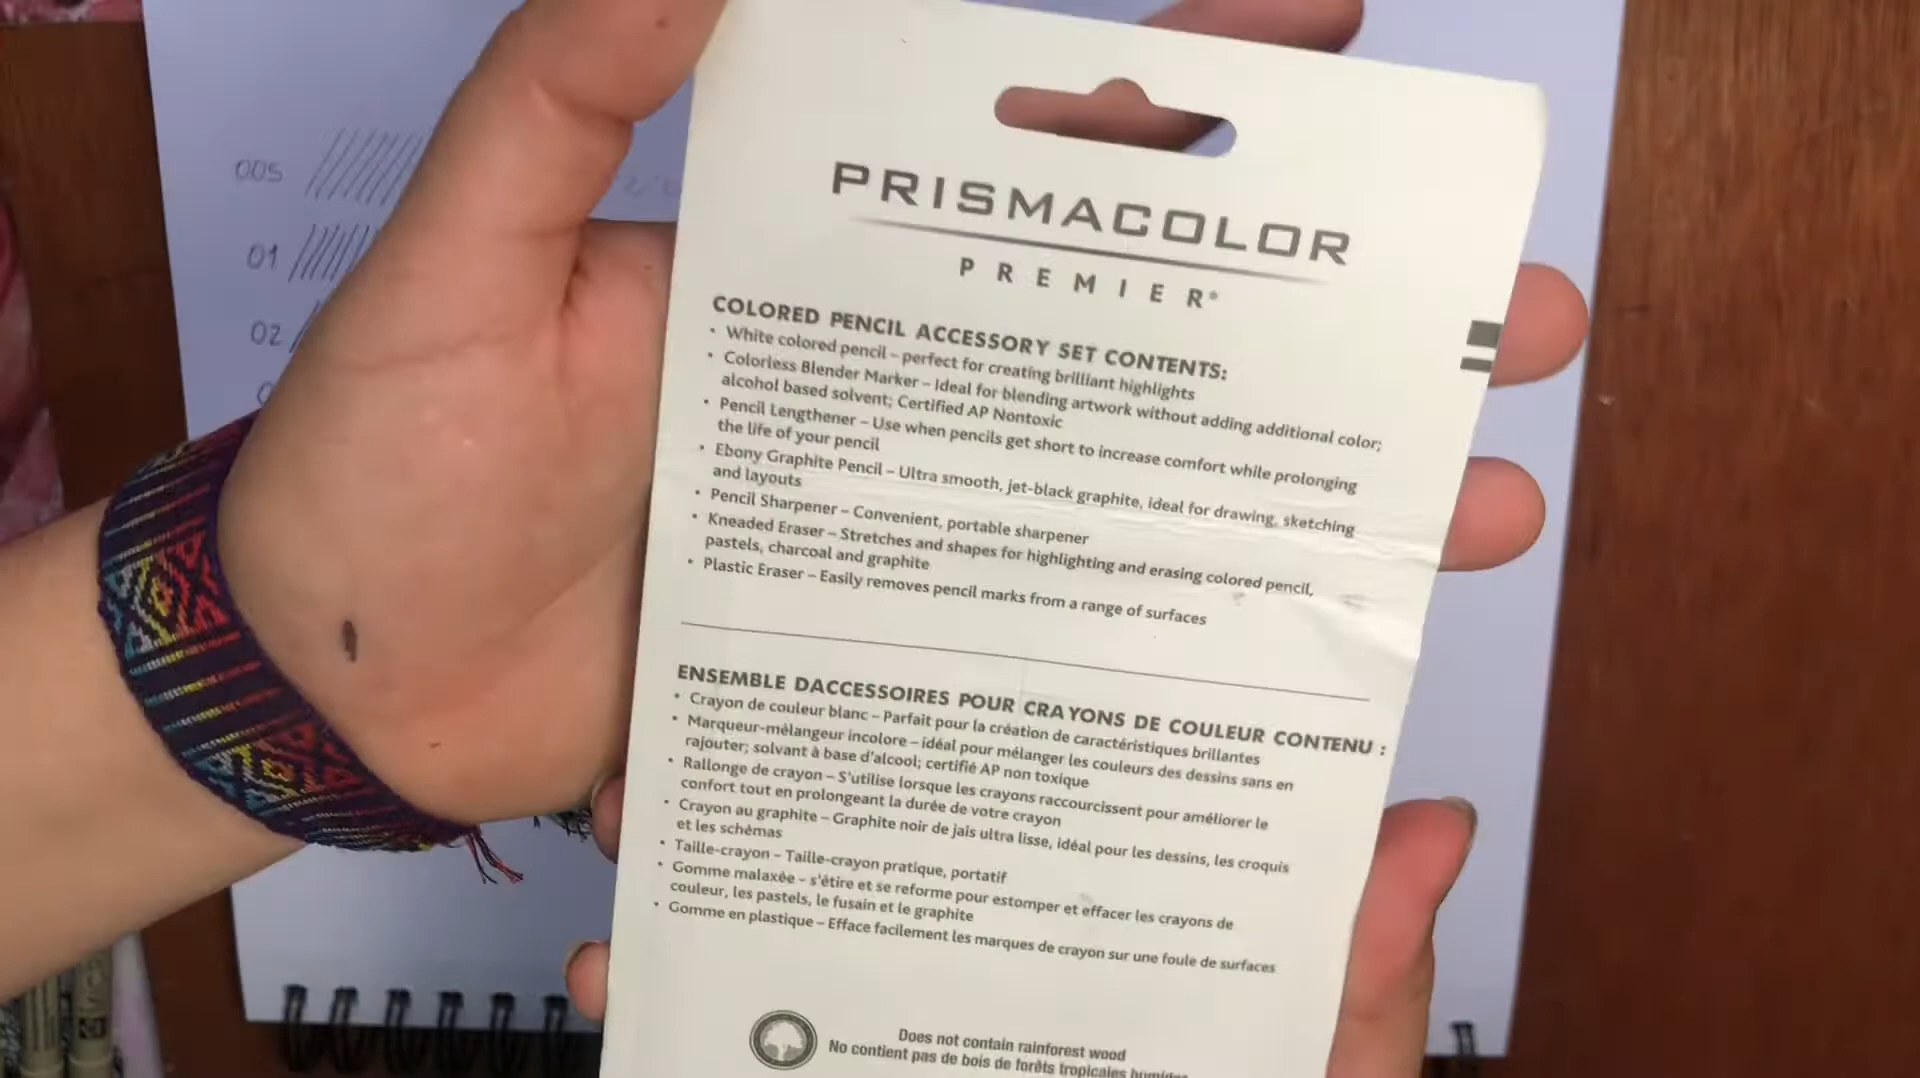 005
01
02
PRISMACOLOR
PREMIER®
COLORED PENCIL ACCESSORY SET CONTENTS:
• White colored pencil – perfect for creating brilliant highlights
• Colorless Blender Marker – Ideal for blending artwork without adding additional color;
alcohol based solvent; Certified AP Nontoxic
• Pencil Lengthener – Use when pencils get short to increase comfort while prolonging
the life of your pencil
• Ebony Graphite Pencil – Ultra smooth, jet-black graphite, ideal for drawing, sketching
and layouts
• Pencil Sharpener – Convenient, portable sharpener
• Kneaded Eraser – Stretches and shapes for highlighting and erasing colored pencil,
pastels, charcoal and graphite
• Plastic Eraser – Easily removes pencil marks from a range of surfaces
ENSEMBLE DACCESSOIRES POUR CRAYONS DE COULEUR CONTENU :
• Crayon de couleur blanc – Parfait pour la création de caractéristiques brillantes
• Marqueur-mélangeur incolore – idéal pour mélanger les couleurs des dessins sans en
rajouter; solvant à base d'alcool; certifié AP non toxique
• Rallonge de crayon – S'utilise lorsque les crayons raccourcissent pour améliorer le
confort tout en prolongeant la durée de votre crayon
• Crayon au graphite – Graphite noir de jais ultra lisse, idéal pour les dessins, les croquis
et les schémas
• Taille-crayon – Taille-crayon pratique, portatif
• Gomme malaxée – s'étire et se reforme pour estomper et effacer les crayons de
couleur, les pastels, le fusain et le graphite
• Gomme en plastique – Efface facilement les marques de crayon sur une foule de surfaces
Does not contain rainforest wood
No contient pas de bois de forêts tropicales